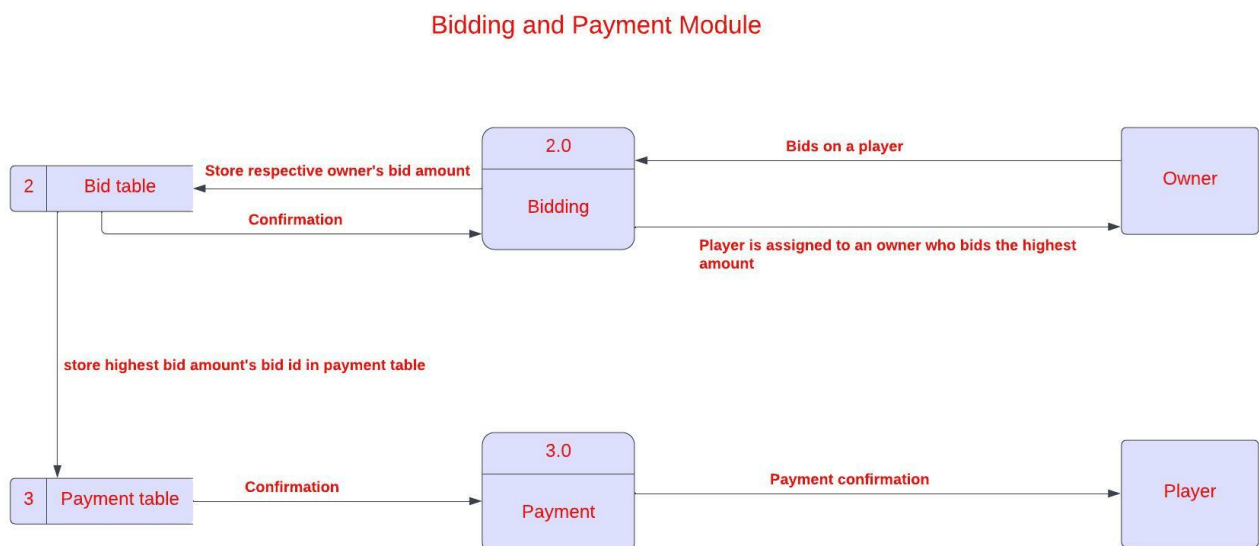 Bidding and Payment Module
2.0
Bids on a player
Store respective owner's bid amount
2
Bid table
Bidding
Owner
Confirmation
Player is assigned to an owner who bids the highest
amount
store highest bid amount's bid id in payment table
3.0
3
Payment table
Confirmation
Payment
Payment confirmation
Player